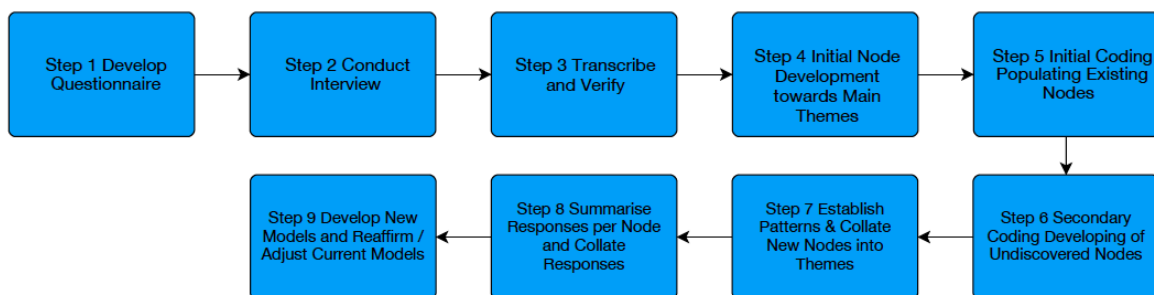 Step 1 Develop
Questionnaire
Step 2 Conduct
Interview
Step 3 Transcribe
and Verify
Step 4 Initial Node
Development
towards Main
Themes
Step 5 Initial Coding
Populating Existing
Nodes
Step 6 Secondary
Coding Developing of
Undiscovered Nodes
Step 7 Establish
Patterns & Collate
New Nodes into
Themes
Step 8 Summarise
Responses per Node
and Collate
Responses
Step 9 Develop New
Models and Reaffirm /
Adjust Current Models